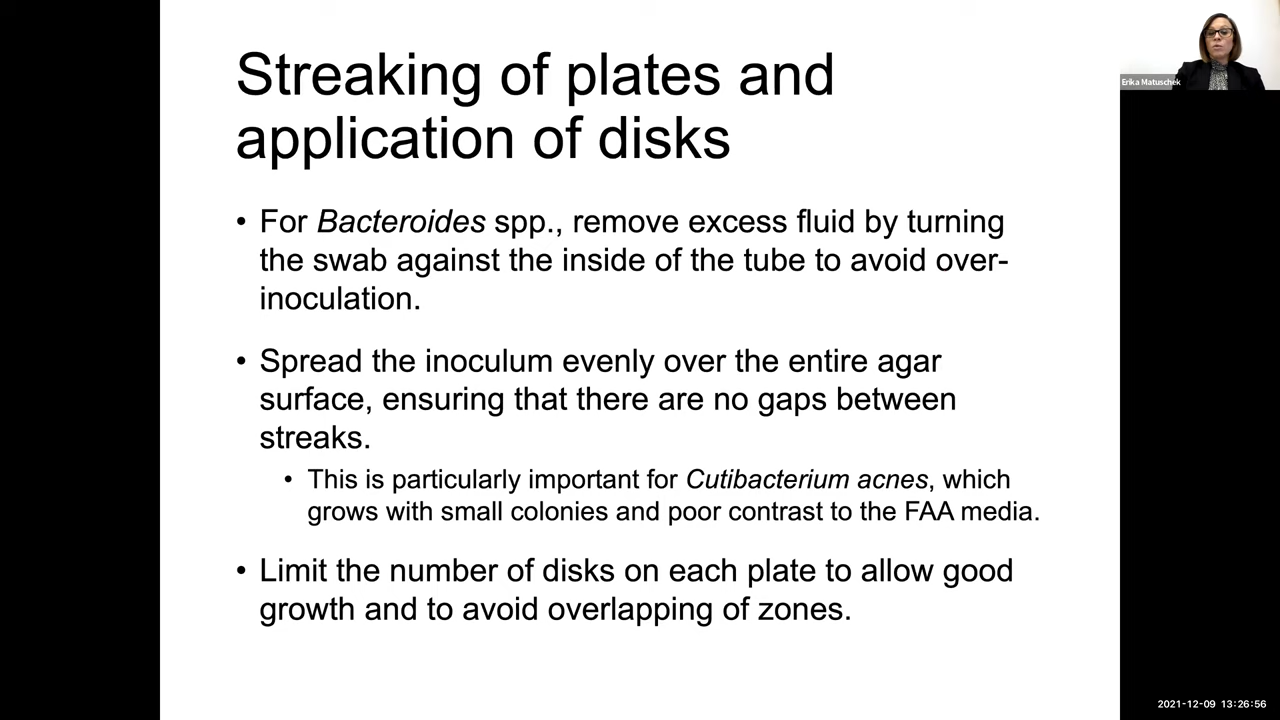 Streaking of plates and
application of disks
• For Bacteroides spp., remove excess fluid by turning
the swab against the inside of the tube to avoid over-
inoculation.
• Spread the inoculum evenly over the entire agar
surface, ensuring that there are no gaps between
streaks.
• This is particularly important for Cutibacterium acnes, which
grows with small colonies and poor contrast to the FAA media.
• Limit the number of disks on each plate to allow good
growth and to avoid overlapping of zones.
Erika Matuschek
2021-12-09 13:26:56